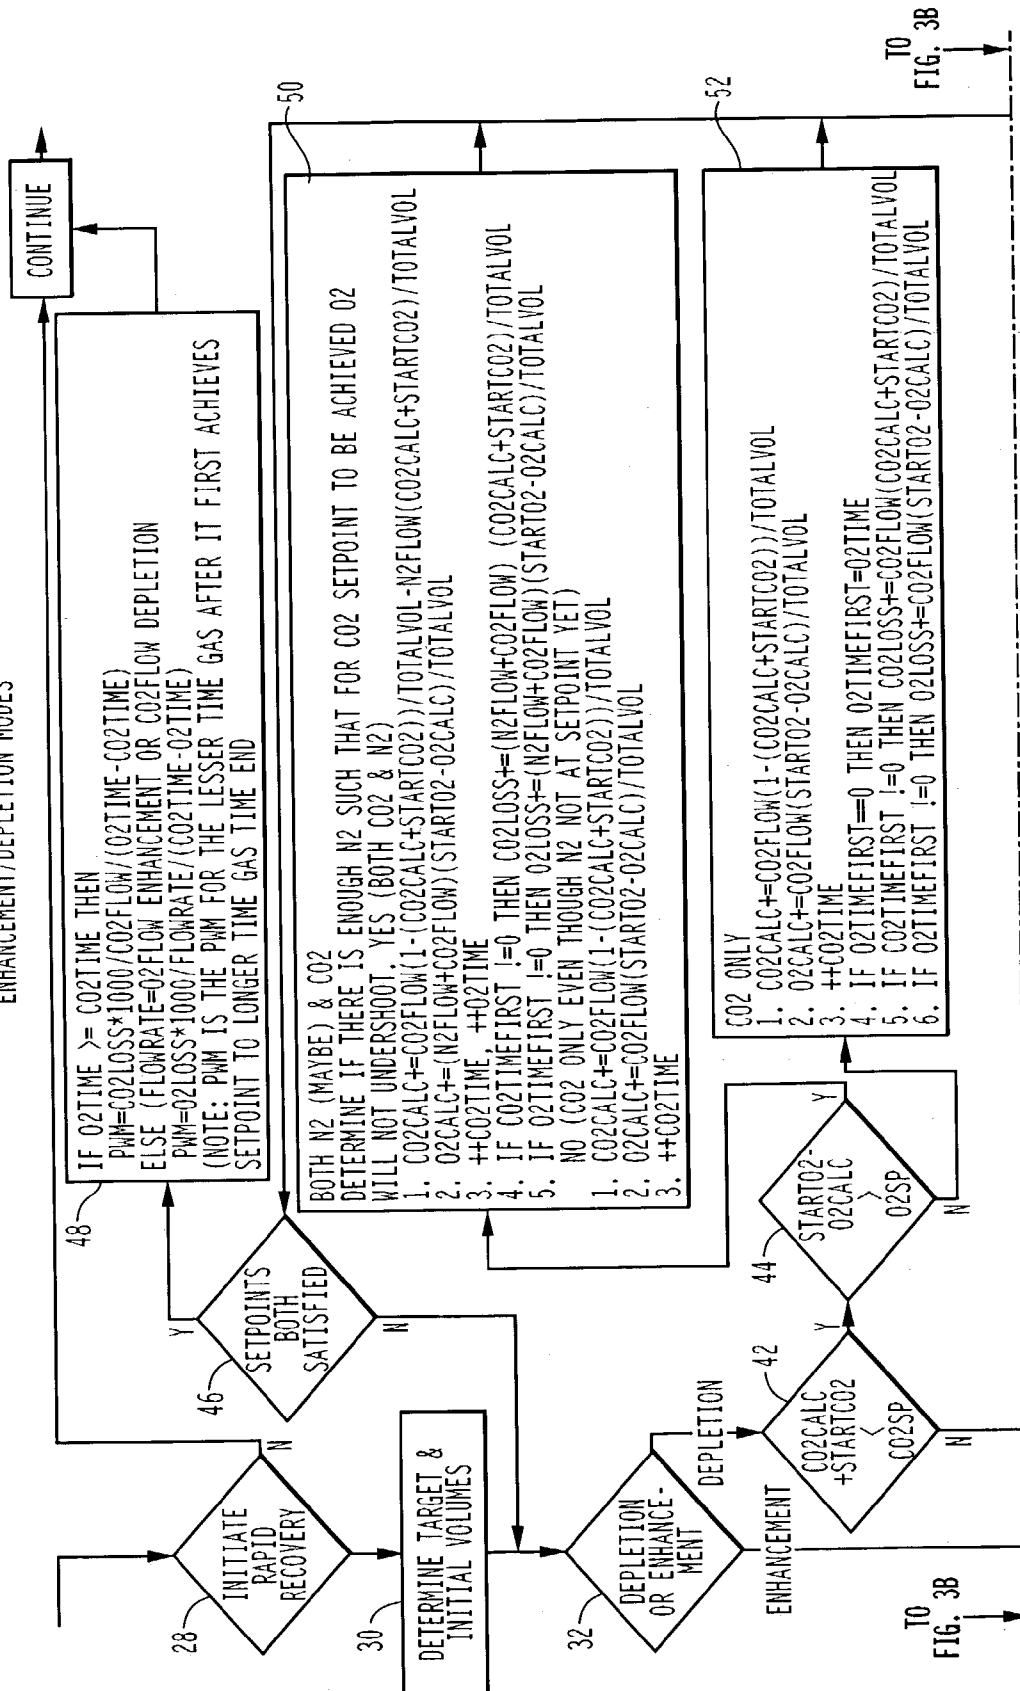 ENHANCEMENT/DEPLETION MODES
28
INITIATE
RAPID
RECOVERY
N
CONTINUE
30
DETERMINE TARGET &
INITIAL VOLUMES
46
SETPOINTS
BOTH
SATISFIED
Y
N
48
IF O2TIME >= CO2TIME THEN
PWM=CO2LOSS*1000/CO2FLOW/(O2TIME-CO2TIME)
ELSE (FLOWRATE=O2FLOW ENHANCEMENT OR CO2FLOW DEPLETION
PWM=O2LOSS*1000/FLOWRATE/(CO2TIME-O2TIME)
(NOTE: PWM IS THE PWM FOR THE LESSER TIME GAS AFTER IT FIRST ACHIEVES
SETPOINT TO LONGER TIME GAS TIME END
32
DEPLETION
OR ENHANCE-
MENT
DEPLETION
ENHANCEMENT
50
BOTH N2 (MAYBE) & CO2
DETERMINE IF THERE IS ENOUGH N2 SUCH THAT FOR CO2 SETPOINT TO BE ACHIEVED O2
WILL NOT UNDERSHOOT. YES (BOTH CO2 & N2)
1. CO2CALC+=CO2FLOW(1-(CO2CALC+STARTCO2))/TOTALVOL-N2FLOW(CO2CALC+STARTCO2)/TOTALVOL
2. O2CALC+=(N2FLOW+CO2FLOW)(STARTO2-O2CALC)/TOTALVOL
3. ++CO2TIME, ++O2TIME
4. IF CO2TIMEFIRST !=0 THEN CO2LOSS+=(N2FLOW+CO2FLOW) (CO2CALC+STARTCO2)/TOTALVOL
5. IF O2TIMEFIRST !=0 THEN O2LOSS+=(N2FLOW+CO2FLOW)(STARTO2-O2CALC)/TOTALVOL
NO (CO2 ONLY EVEN THOUGH N2 NOT AT SETPOINT YET)
1. CO2CALC+=CO2FLOW(1-(CO2CALC+STARTCO2))/TOTALVOL
2. O2CALC+=CO2FLOW(STARTO2-O2CALC)/TOTALVOL
3. ++CO2TIME
42
CO2CALC
+STARTCO2
<
CO2SP
Y
N
44
STARTO2-
O2CALC
>
O2SP
Y
N
52
CO2 ONLY
1. CO2CALC+=CO2FLOW(1-(CO2CALC+STARTCO2))/TOTALVOL
2. O2CALC+=CO2FLOW(STARTO2-O2CALC)/TOTALVOL
3. ++CO2TIME
4. IF O2TIMEFIRST==0 THEN O2TIMEFIRST=O2TIME
5. IF CO2TIMEFIRST !=0 THEN CO2LOSS+=CO2FLOW(CO2CALC+STARTCO2)/TOTALVOL
6. IF O2TIMEFIRST !=0 THEN O2LOSS+=CO2FLOW(STARTO2-O2CALC)/TOTALVOL
TO
FIG. 3B
TO
FIG. 3B